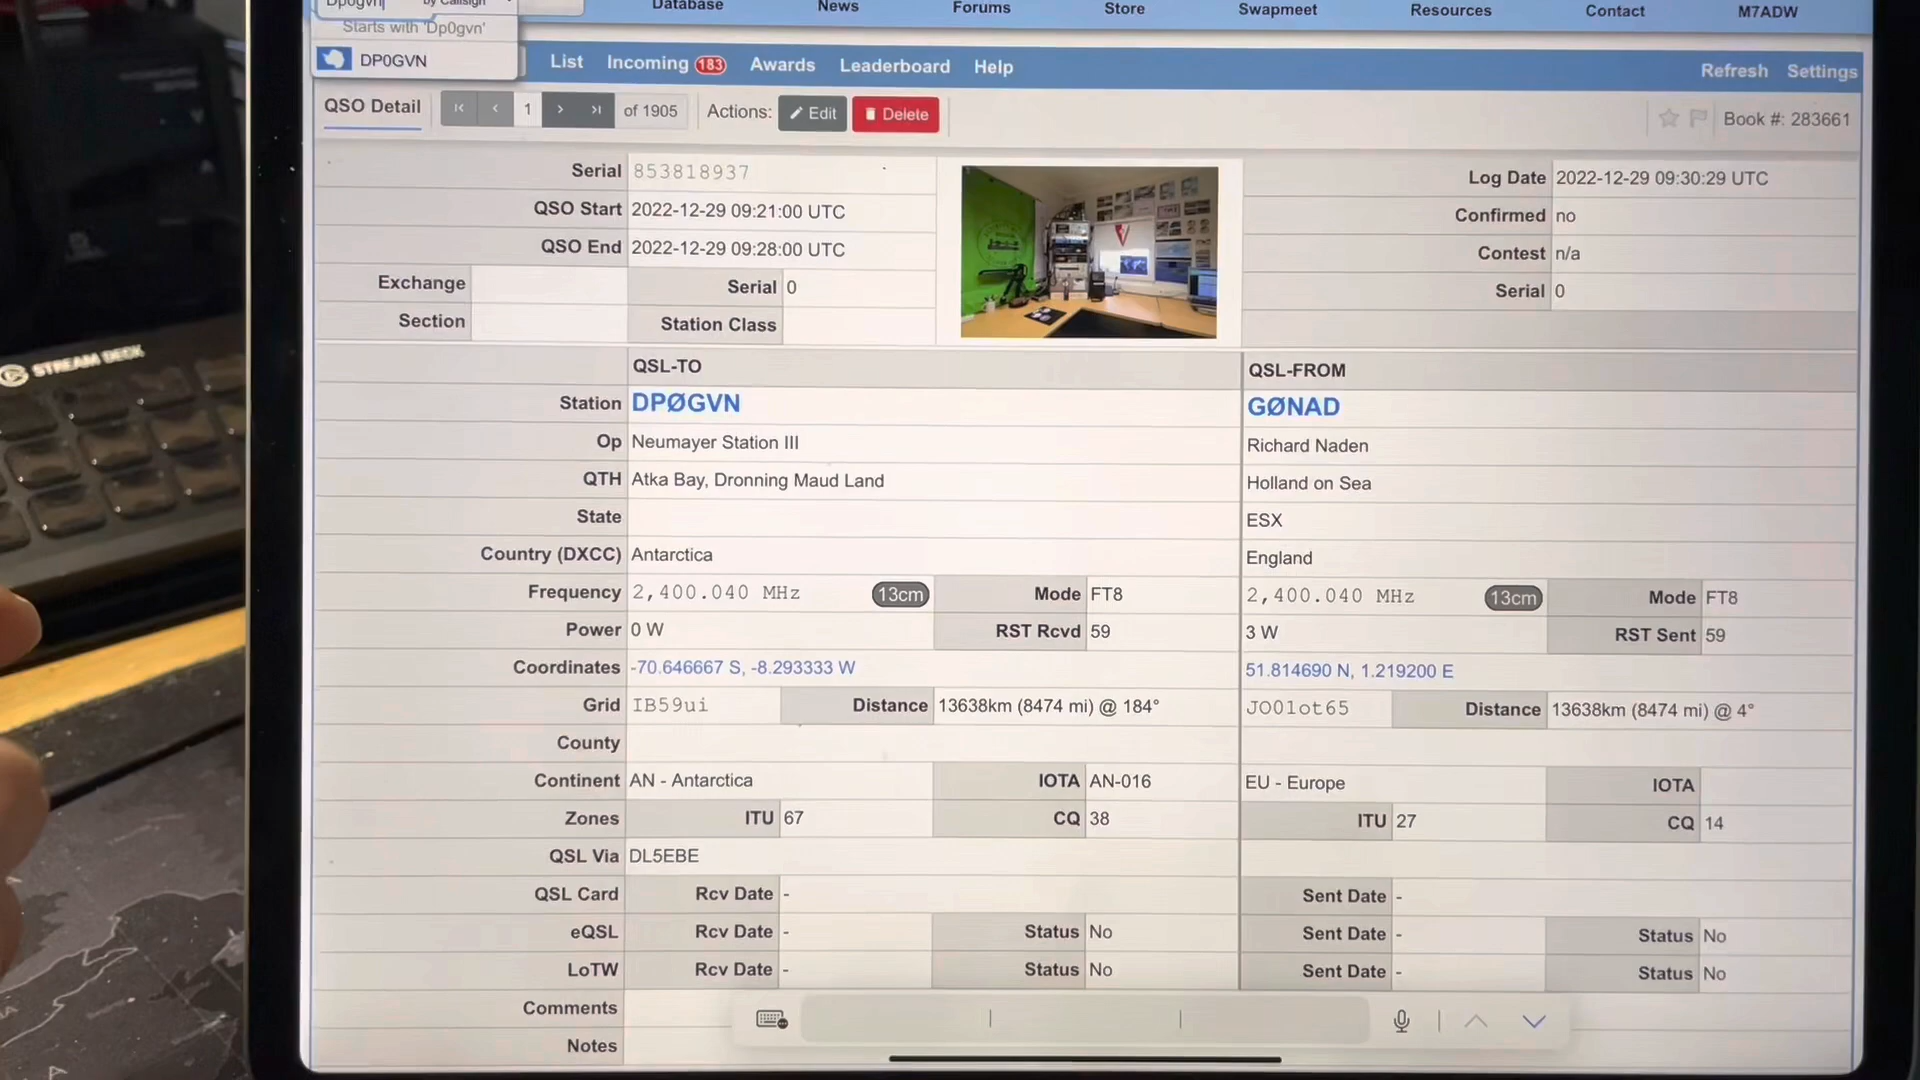 Dp0gvn by Callsign
Database News Forums Store Swapmeet Resources Contact M7ADW
Starts with 'Dp0gvn'
DP0GVN
List Incoming 183 Awards Leaderboard Help Refresh Settings
QSO Detail 1 of 1905 Actions: Edit Delete Book #: 283661
Serial 853818937 Log Date 2022-12-29 09:30:29 UTC
QSO Start 2022-12-29 09:21:00 UTC Confirmed no
QSO End 2022-12-29 09:28:00 UTC Contest n/a
Exchange Serial 0 Serial 0
Section Station Class
STREAM DECK
QSL-TO QSL-FROM
Station DPØGVN GØNAD
Op Neumayer Station III Richard Naden
QTH Atka Bay, Dronning Maud Land Holland on Sea
State ESX
Country (DXCC) Antarctica England
Frequency 2,400.040 MHz 13cm Mode FT8 2,400.040 MHz 13cm Mode FT8
Power 0 W RST Rcvd 59 3 W RST Sent 59
Coordinates -70.646667 S, -8.293333 W 51.814690 N, 1.219200 E
Grid IB59ui Distance 13638km (8474 mi) @ 184° JO01ot65 Distance 13638km (8474 mi) @ 4°
County
Continent AN - Antarctica IOTA AN-016 EU - Europe IOTA
Zones ITU 67 CQ 38 ITU 27 CQ 14
QSL Via DL5EBE
QSL Card Rcv Date - Sent Date -
eQSL Rcv Date - Status No Sent Date - Status No
LoTW Rcv Date - Status No Sent Date - Status No
Comments
Notes